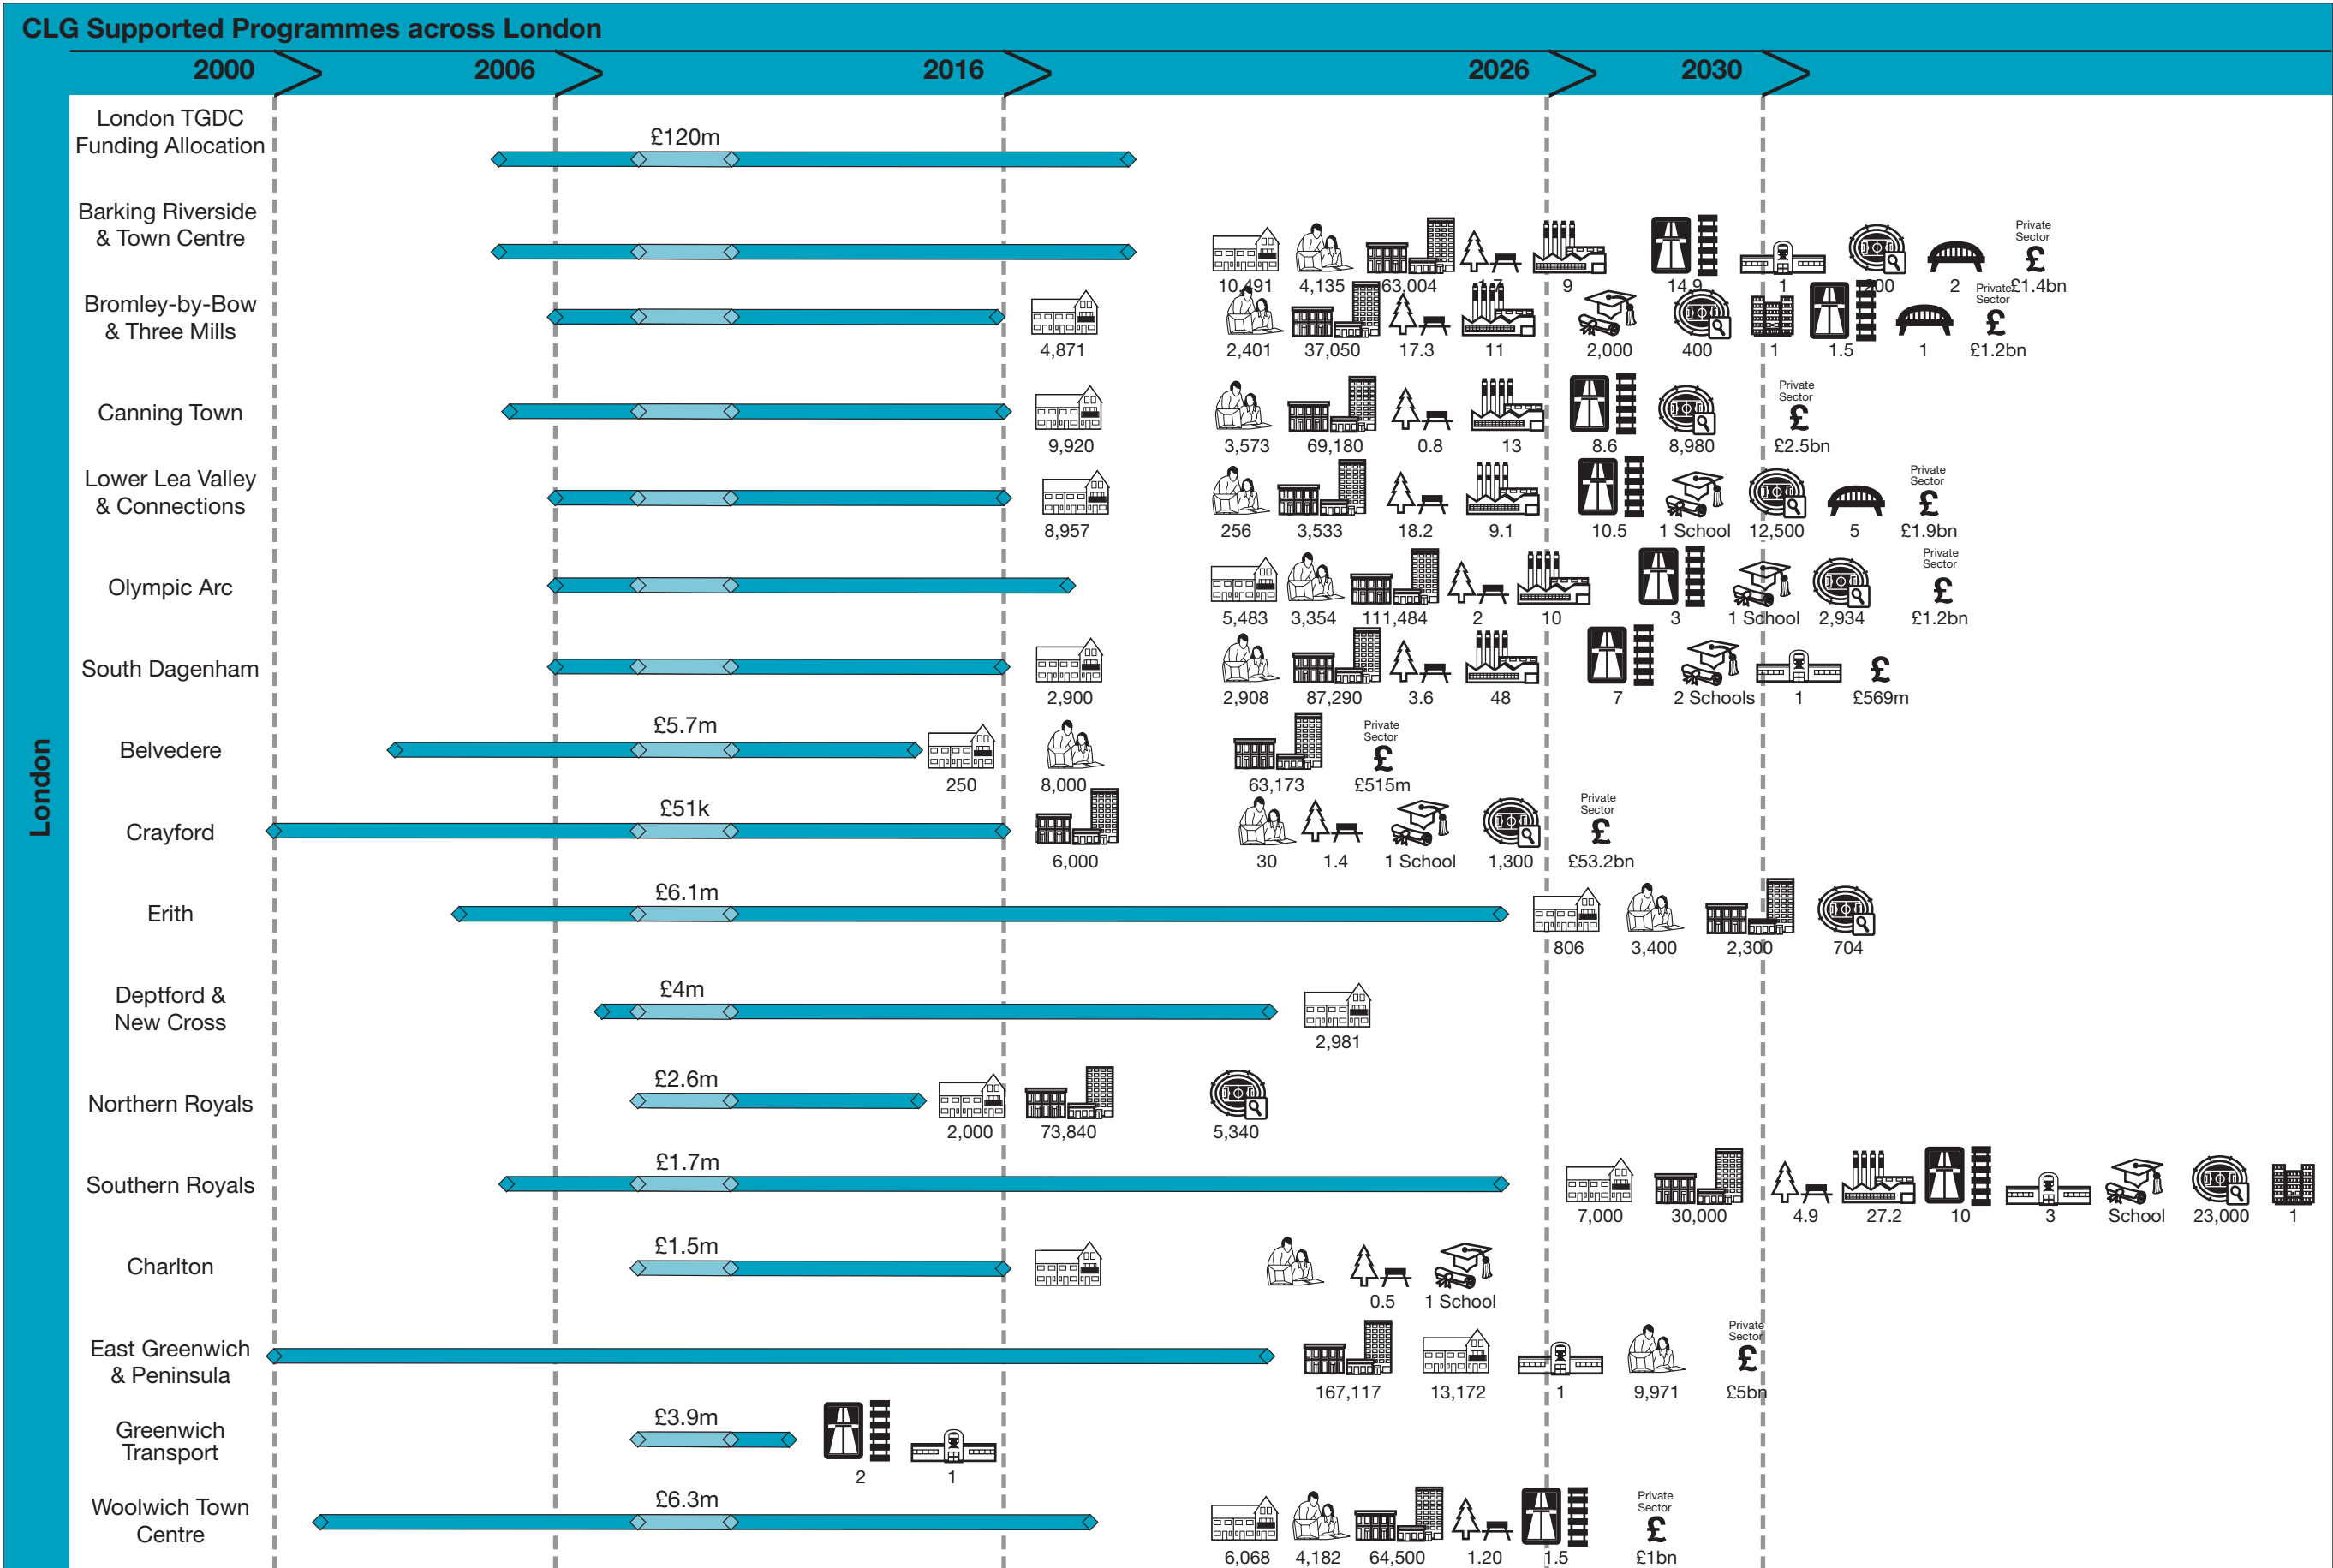 CLG Supported Programmes across London
2000 2006 2016 2026 2030
London
London TGDC
Funding Allocation
£120m
Barking Riverside
& Town Centre
Private
Sector
£
10,491 4,135 63,004 1.7 9 14.9 1 200 2 £1.4bn
Bromley-by-Bow
& Three Mills
Private
Sector
£
4,871 2,401 37,050 17.3 11 2,000 400 1 1.5 1 £1.2bn
Canning Town
Private
Sector
£
9,920 3,573 69,180 0.8 13 8.6 8,980 £2.5bn
Lower Lea Valley
& Connections
Private
Sector
£
8,957 256 3,533 18.2 9.1 10.5 1 School 12,500 5 £1.9bn
Olympic Arc
Private
Sector
£
5,483 3,354 111,484 2 10 3 1 School 2,934 £1.2bn
South Dagenham
£
2,900 2,908 87,290 3.6 48 7 2 Schools 1 £569m
Belvedere
£5.7m
Private
Sector
£
250 8,000 63,173 £515m
Crayford
£51k
Private
Sector
£
6,000 30 1.4 1 School 1,300 £53.2bn
Erith
£6.1m
806 3,400 2,300 704
Deptford &
New Cross
£4m
2,981
Northern Royals
£2.6m
2,000 73,840 5,340
Southern Royals
£1.7m
7,000 30,000 4.9 27.2 10 3 School 23,000 1
Charlton
£1.5m
0.5 1 School
East Greenwich
& Peninsula
Private
Sector
£
167,117 13,172 1 9,971 £5bn
Greenwich
Transport
£3.9m
2 1
Woolwich Town
Centre
£6.3m
Private
Sector
£
6,068 4,182 64,500 1.20 1.5 £1bn